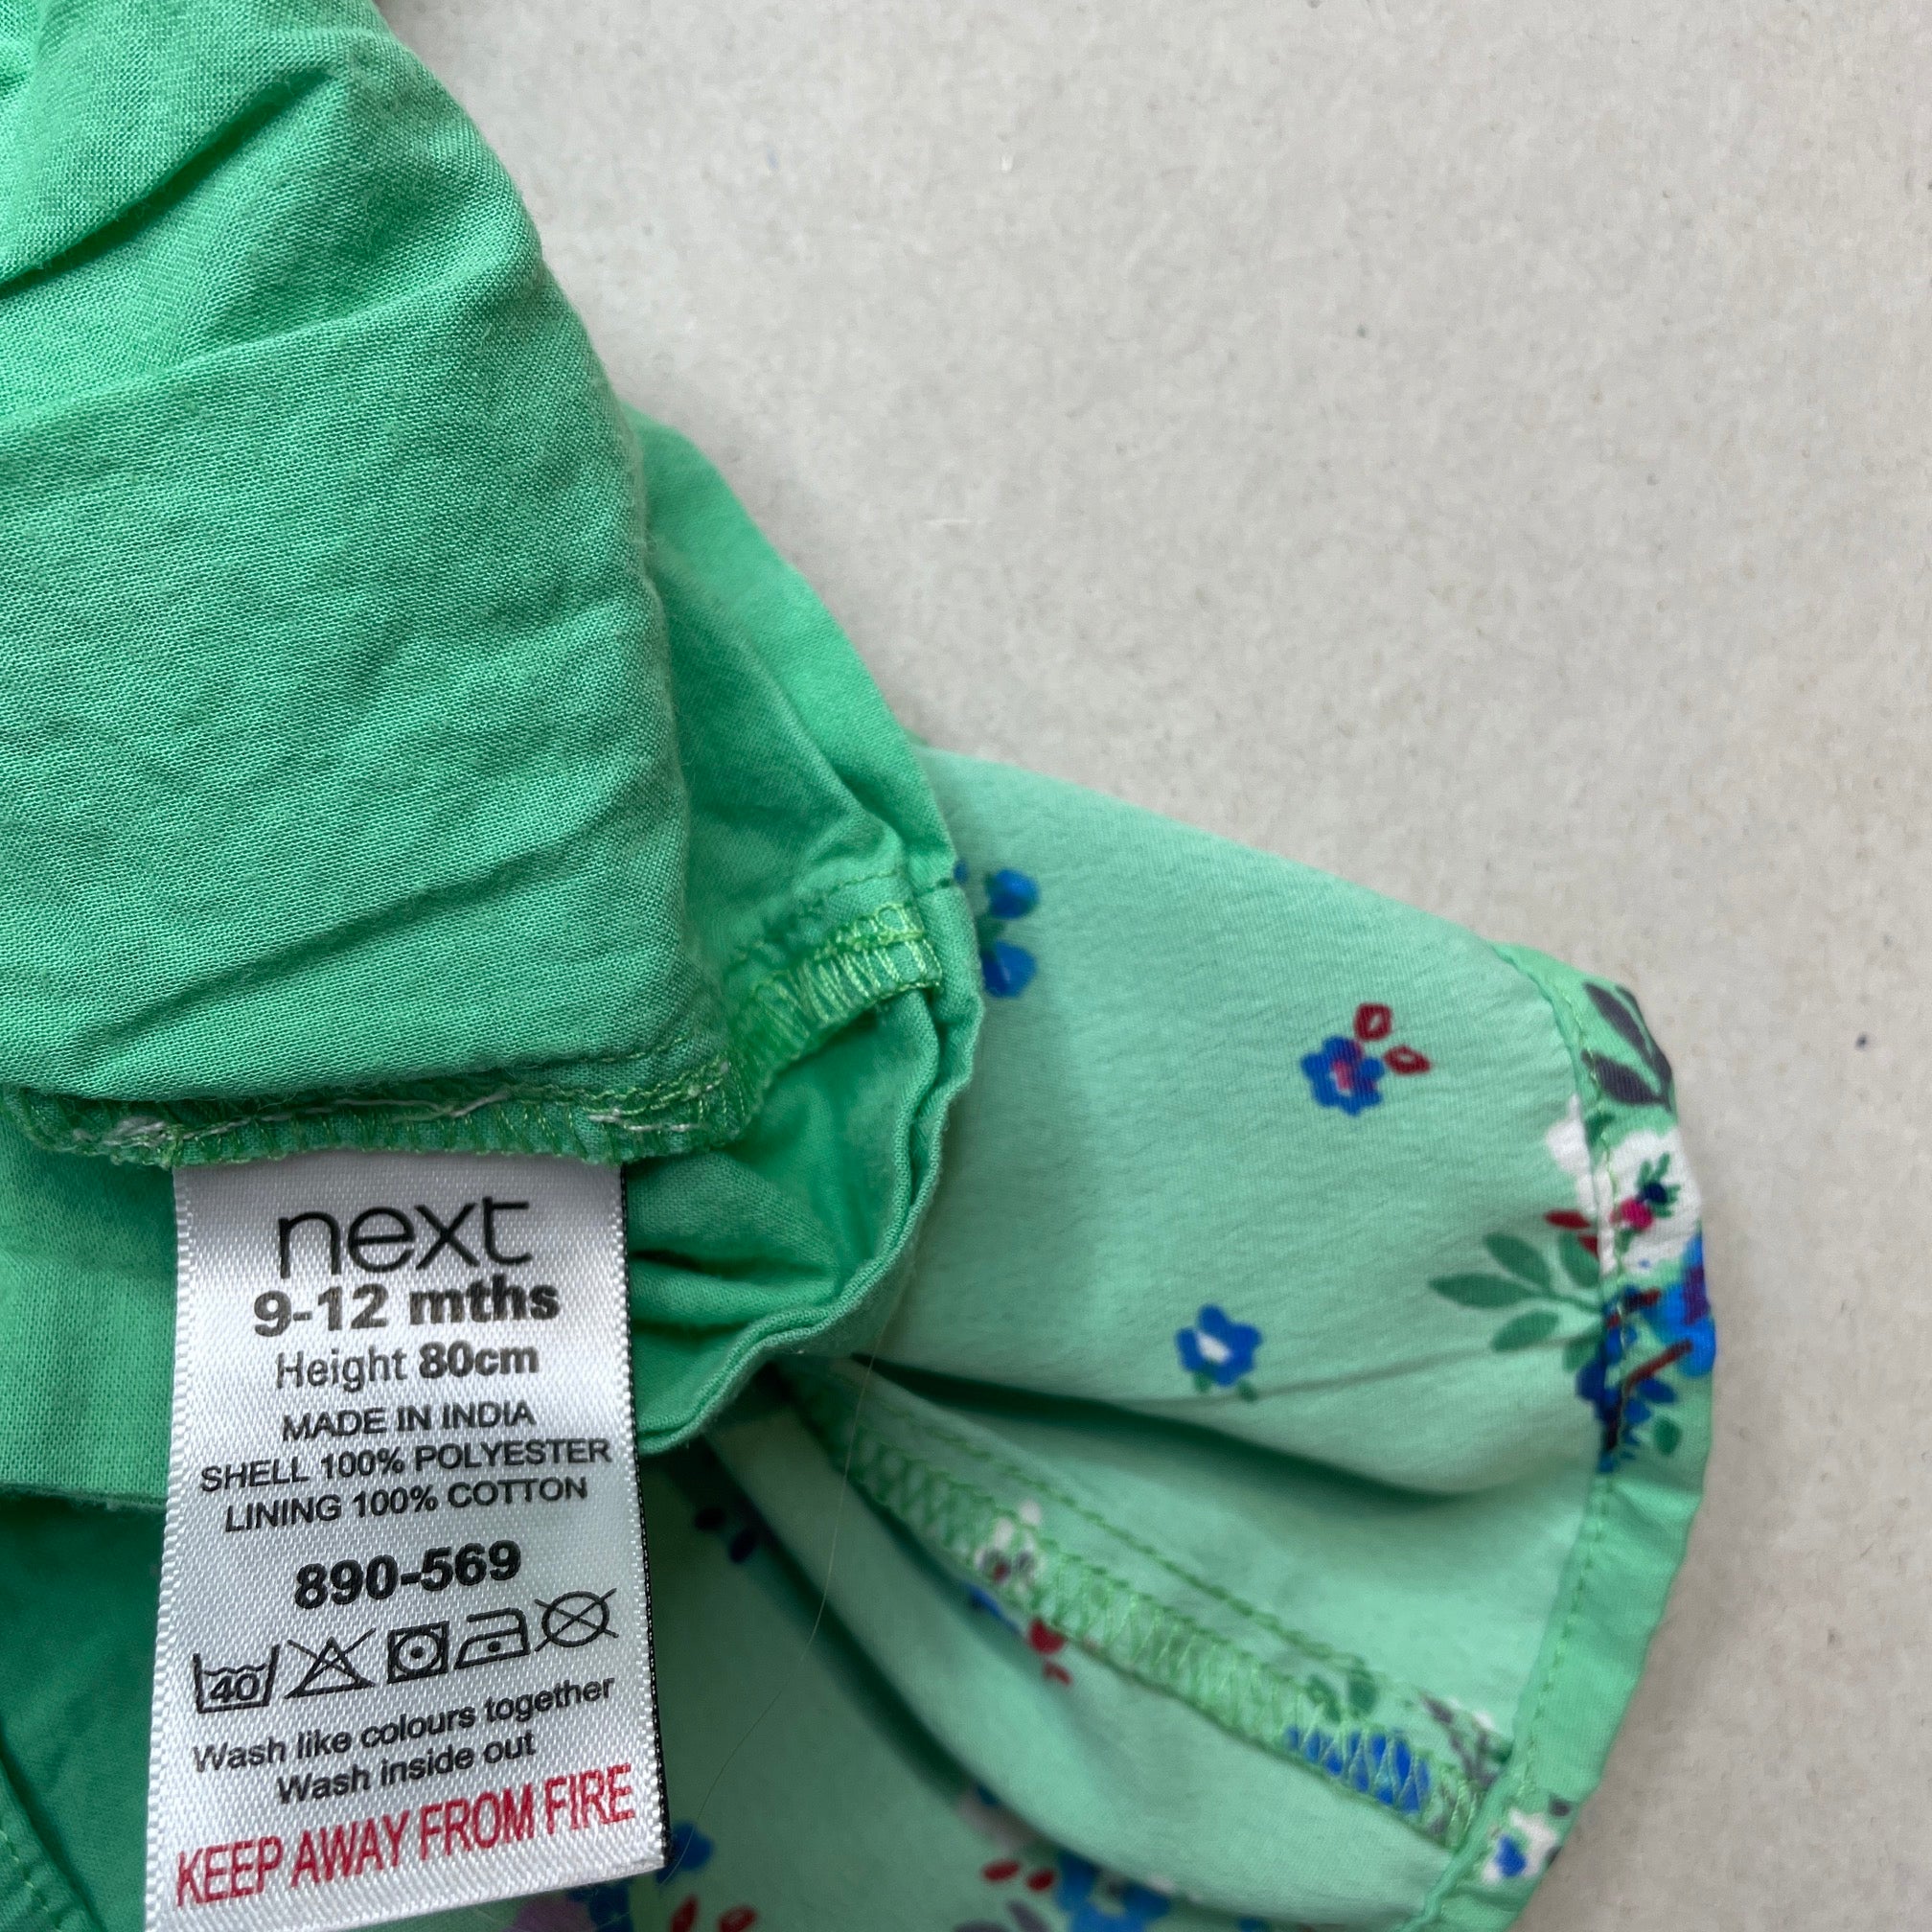 next
9-12 mths
Height 80cm
MADE IN INDIA
SHELL 100% POLYESTER
LINING 100% COTTON
890-569
40
Wash like colours together
Wash inside out
KEEP AWAY FROM FIRE